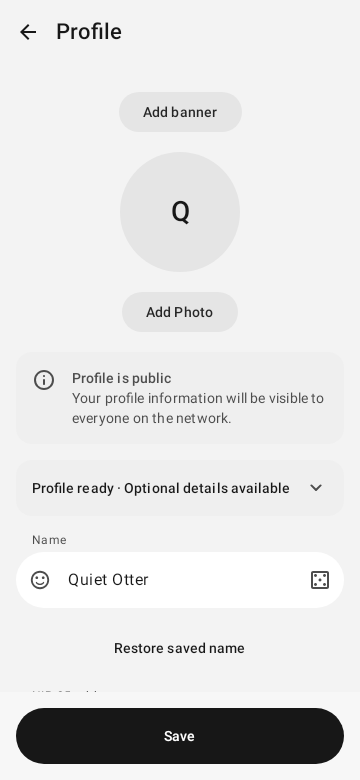 Profile
Add banner
Q
Add Photo
Profile is public
Your profile information will be visible to
everyone on the network.
Profile ready · Optional details available
Name
Quiet Otter
Restore saved name
Save